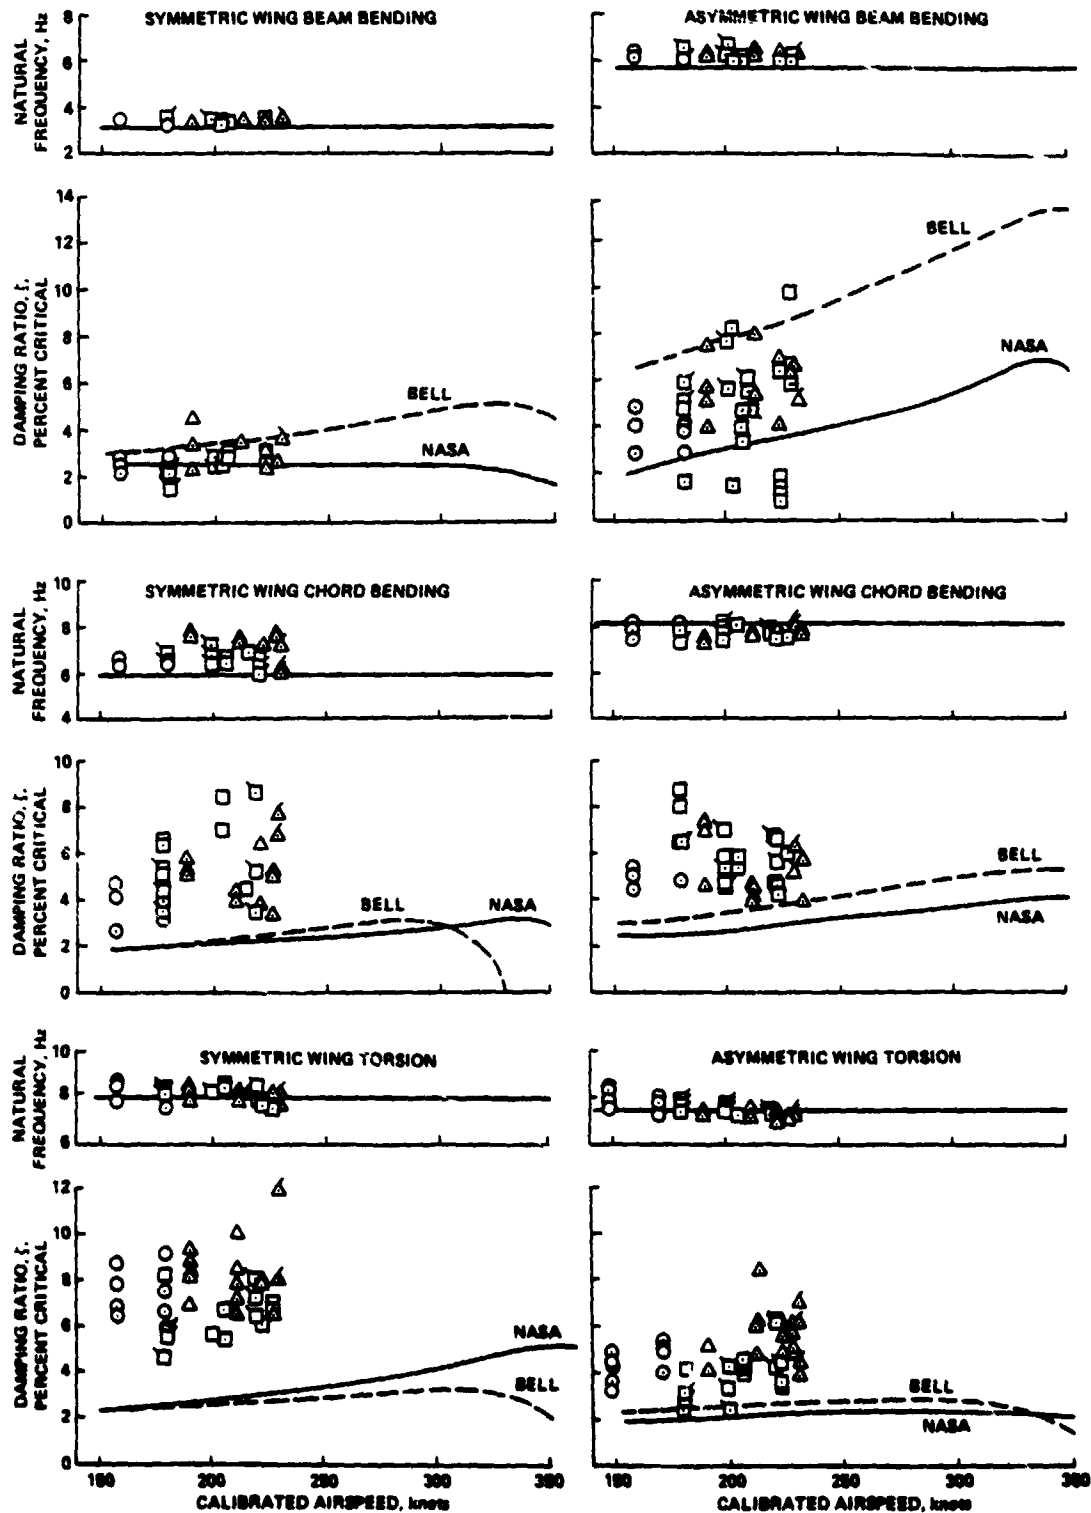 SYMMETRIC WING BEAM BENDING
NATURAL FREQUENCY, Hz
8
6
4
2
ASYMMETRIC WING BEAM BENDING
DAMPING RATIO, ζ, PERCENT CRITICAL
14
12
10
8
6
4
2
0
BELL
NASA
BELL
NASA
SYMMETRIC WING CHORD BENDING
NATURAL FREQUENCY, Hz
10
8
6
4
ASYMMETRIC WING CHORD BENDING
DAMPING RATIO, ζ, PERCENT CRITICAL
10
8
6
4
2
0
BELL
NASA
BELL
NASA
SYMMETRIC WING TORSION
NATURAL FREQUENCY, Hz
10
8
6
ASYMMETRIC WING TORSION
DAMPING RATIO, ζ, PERCENT CRITICAL
12
10
8
6
4
2
0
NASA
BELL
BELL
NASA
150 200 250 300 350
CALIBRATED AIRSPEED, knots
150 200 250 300 350
CALIBRATED AIRSPEED, knots